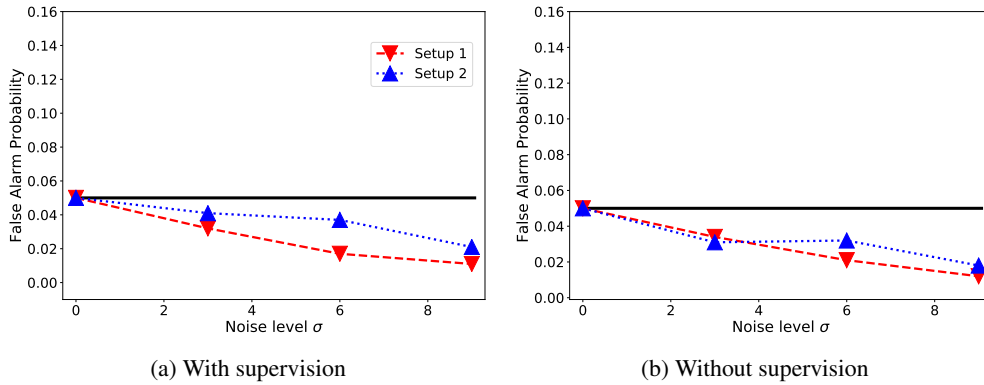 0.16
0.14
0.12
0.10
0.08
0.06
0.04
0.02
0.00
False Alarm Probability
Setup 1
Setup 2
0 2 4 6 8
Noise level σ
(a) With supervision
0.16
0.14
0.12
0.10
0.08
0.06
0.04
0.02
0.00
False Alarm Probability
0 2 4 6 8
Noise level σ
(b) Without supervision